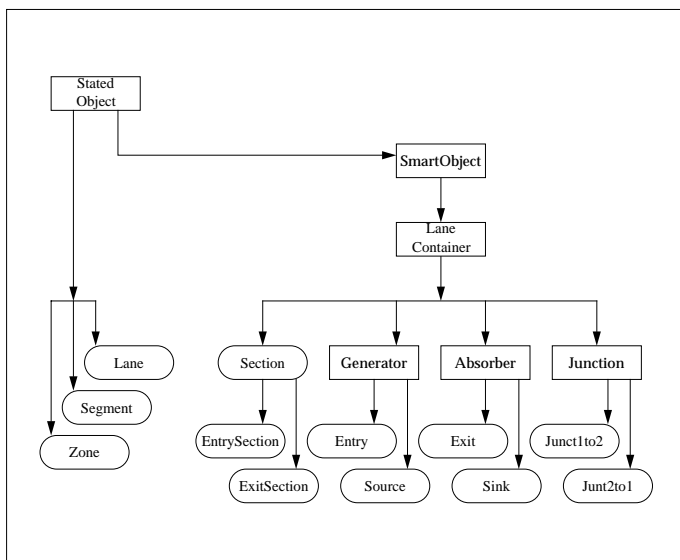 Stated
Object
SmartObject
Lane
Container
Lane
Section
Generator
Absorber
Junction
Segment
EntrySection
Entry
Exit
Junct1to2
Zone
ExitSection
Source
Sink
Junt2to1